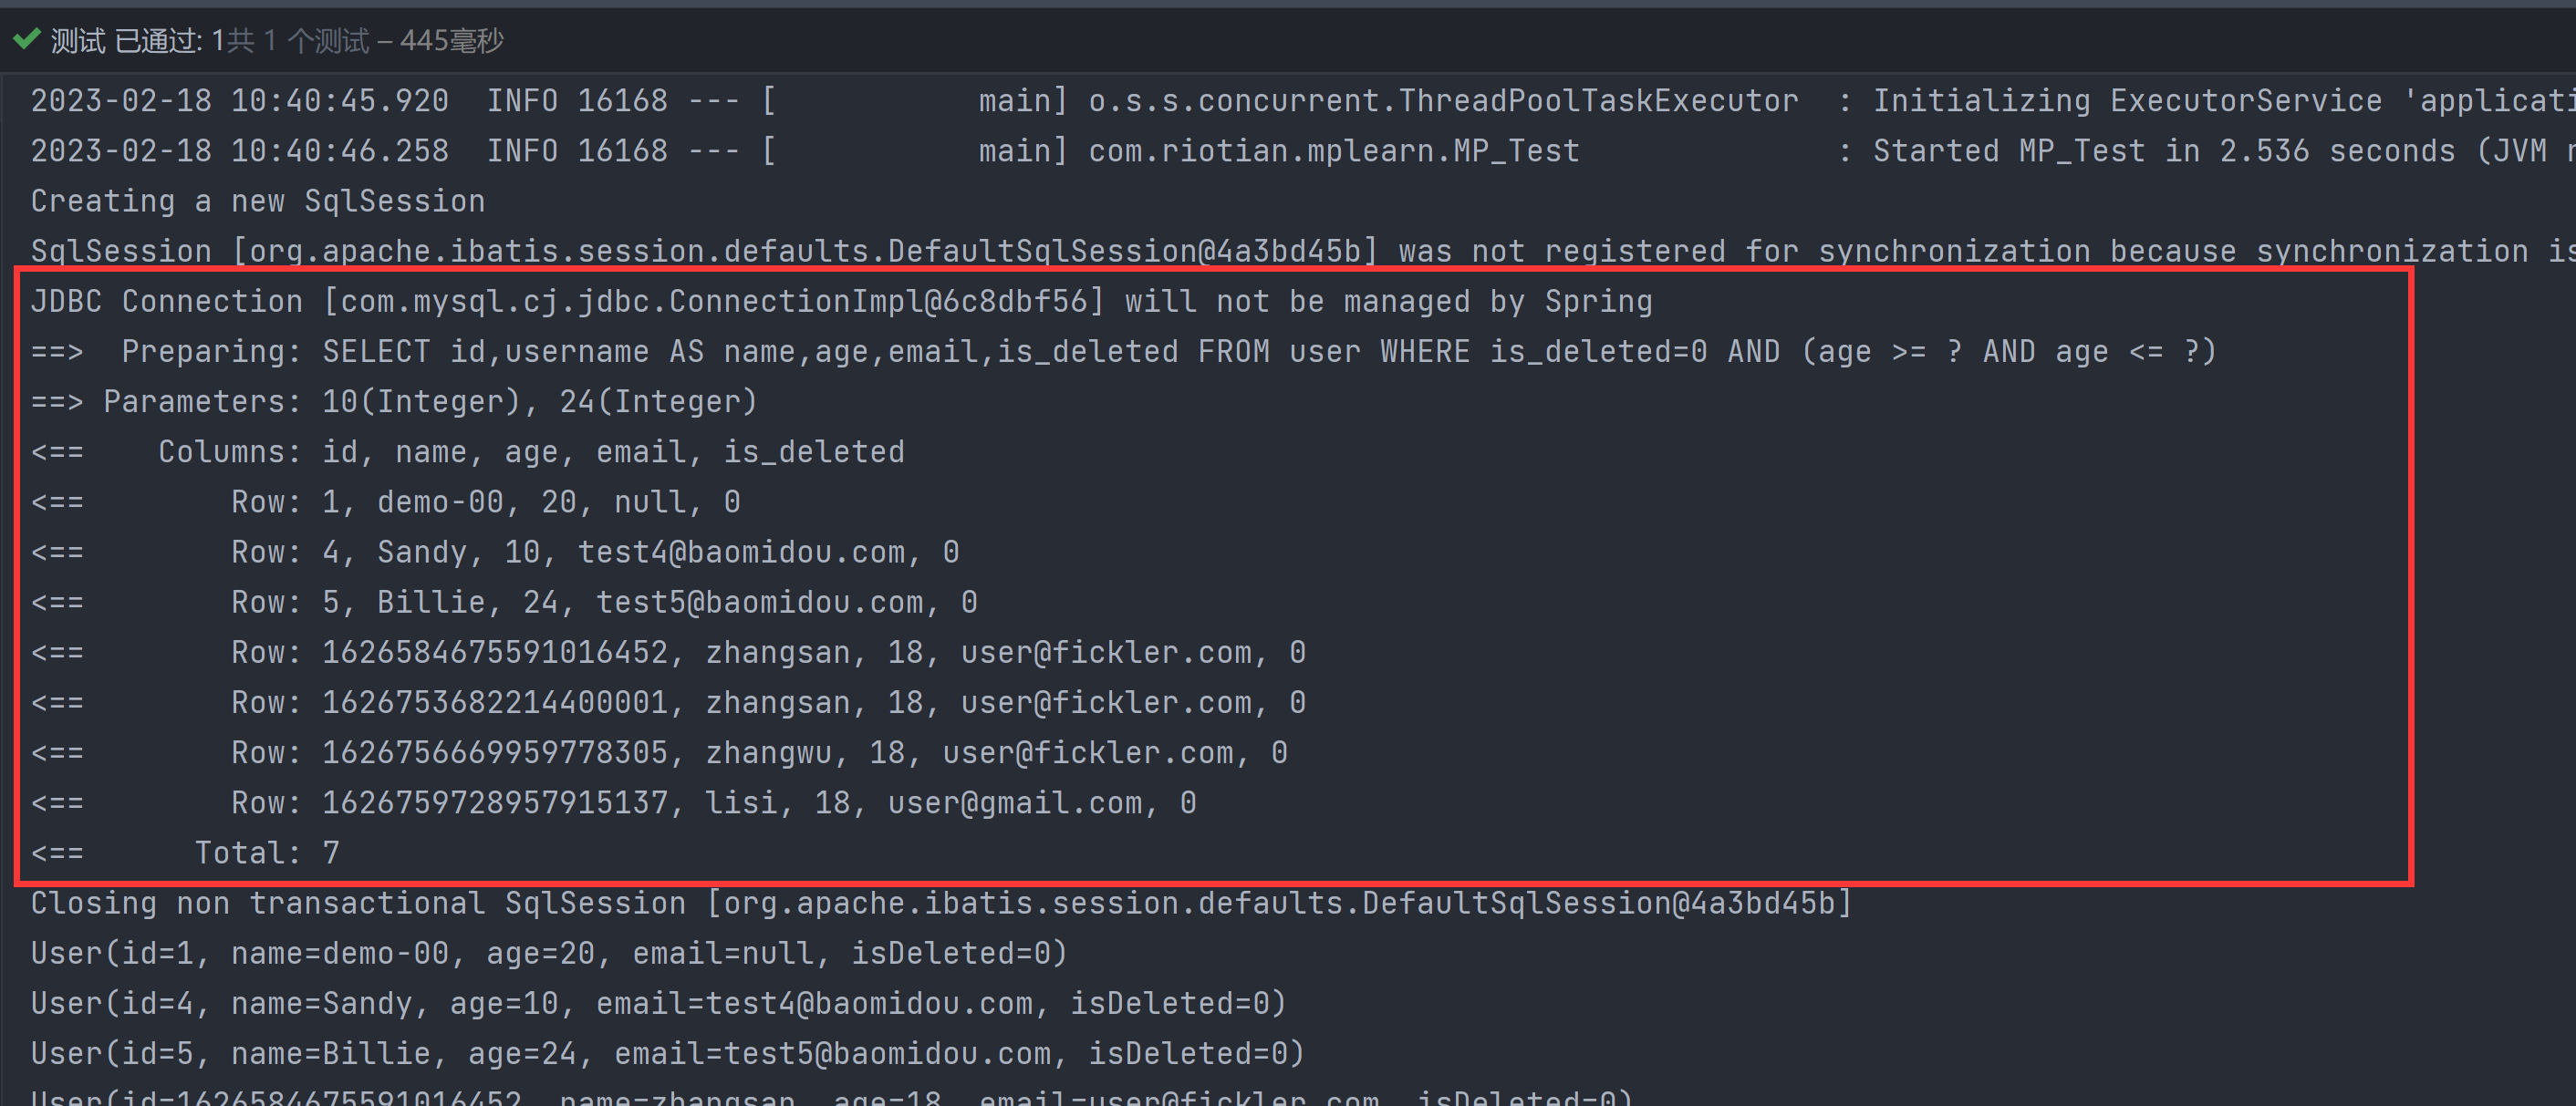 测试 已通过: 1共 1 个测试 – 445毫秒
2023-02-18 10:40:45.920  INFO 16168 --- [           main] o.s.s.concurrent.ThreadPoolTaskExecutor  : Initializing ExecutorService 'applicati
2023-02-18 10:40:46.258  INFO 16168 --- [           main] com.riotian.mplearn.MP_Test              : Started MP_Test in 2.536 seconds (JVM r
Creating a new SqlSession
SqlSession [org.apache.ibatis.session.defaults.DefaultSqlSession@4a3bd45b] was not registered for synchronization because synchronization is
JDBC Connection [com.mysql.cj.jdbc.ConnectionImpl@6c8dbf56] will not be managed by Spring
==>  Preparing: SELECT id,username AS name,age,email,is_deleted FROM user WHERE is_deleted=0 AND (age >= ? AND age <= ?)
==> Parameters: 10(Integer), 24(Integer)
<==    Columns: id, name, age, email, is_deleted
<==        Row: 1, demo-00, 20, null, 0
<==        Row: 4, Sandy, 10, test4@baomidou.com, 0
<==        Row: 5, Billie, 24, test5@baomidou.com, 0
<==        Row: 1626584675591016452, zhangsan, 18, user@fickler.com, 0
<==        Row: 1626753682214400001, zhangsan, 18, user@fickler.com, 0
<==        Row: 1626756669959778305, zhangwu, 18, user@fickler.com, 0
<==        Row: 1626759728957915137, lisi, 18, user@gmail.com, 0
<==      Total: 7
Closing non transactional SqlSession [org.apache.ibatis.session.defaults.DefaultSqlSession@4a3bd45b]
User(id=1, name=demo-00, age=20, email=null, isDeleted=0)
User(id=4, name=Sandy, age=10, email=test4@baomidou.com, isDeleted=0)
User(id=5, name=Billie, age=24, email=test5@baomidou.com, isDeleted=0)
User(id=1626584675591016452, name=zhangsan, age=18, email=user@fickler.com, isDeleted=0)